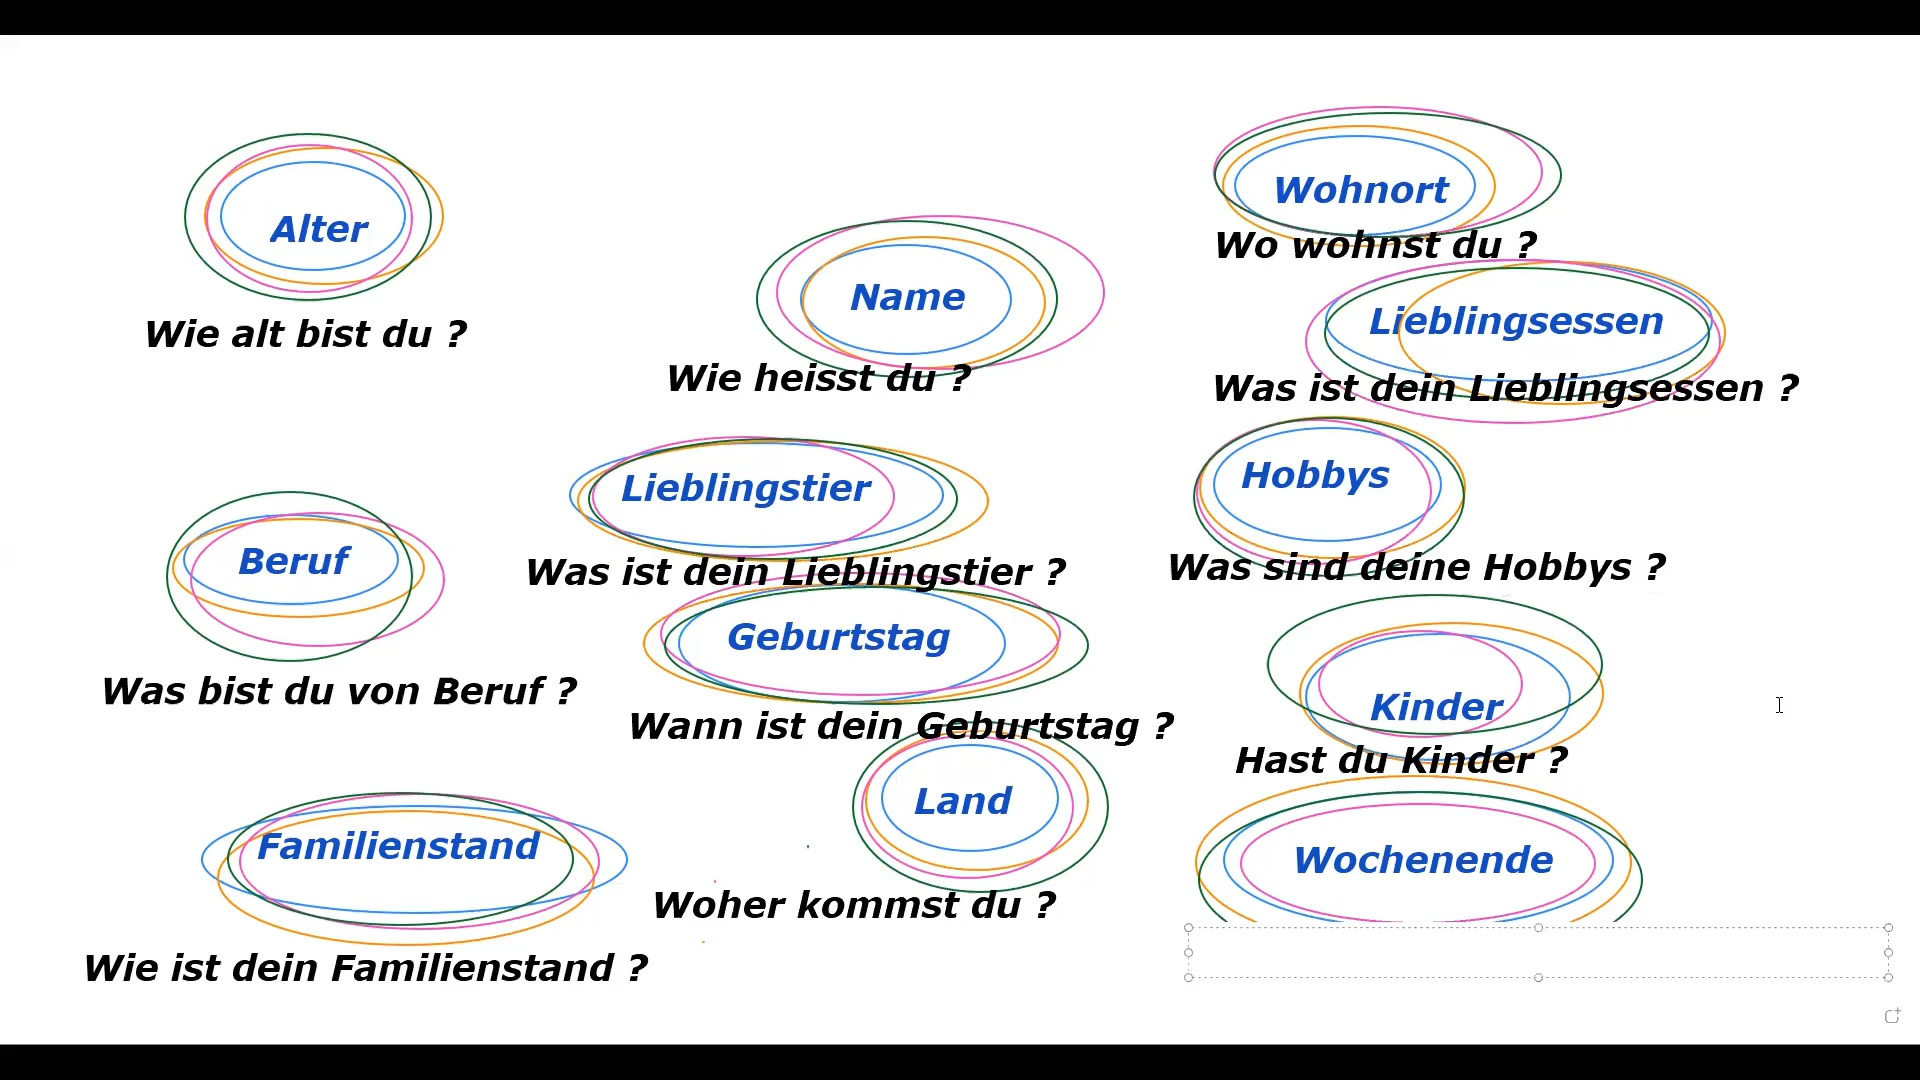 Alter
Wie alt bist du ?
Beruf
Was bist du von Beruf ?
Familienstand
Wie ist dein Familienstand ?
Name
Wie heisst du ?
Lieblingstier
Was ist dein Lieblingstier ?
Geburtstag
Wann ist dein Geburtstag ?
Land
Woher kommst du ?
Wohnort
Wo wohnst du ?
Lieblingsessen
Was ist dein Lieblingsessen ?
Hobbys
Was sind deine Hobbys ?
Kinder
Hast du Kinder ?
Wochenende